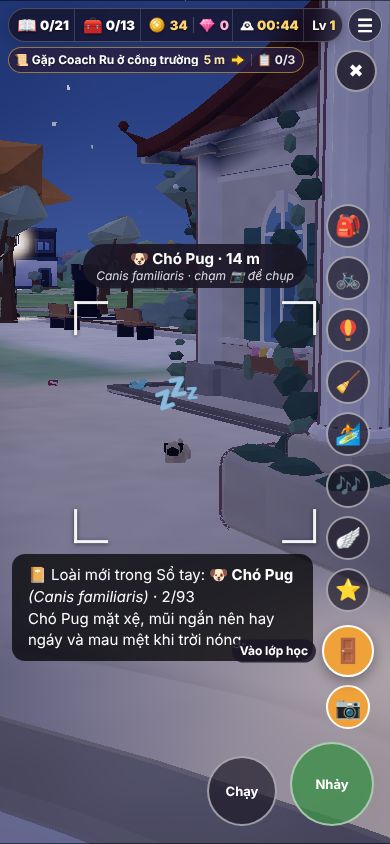 0/21 0/13 34 0 00:44 Lv 1
Gặp Coach Ru ở cổng trường 5 m 0/3
Chó Pug · 14 m
Canis familiaris · chạm 📷 để chụp
Z Z Z
Loài mới trong Sổ tay: 🐶 Chó Pug
(Canis familiaris) · 2/93
Chó Pug mặt xệ, mũi ngắn nên hay
ngáy và mau mệt khi trời nóng.
Vào lớp học
Chạy
Nhảy